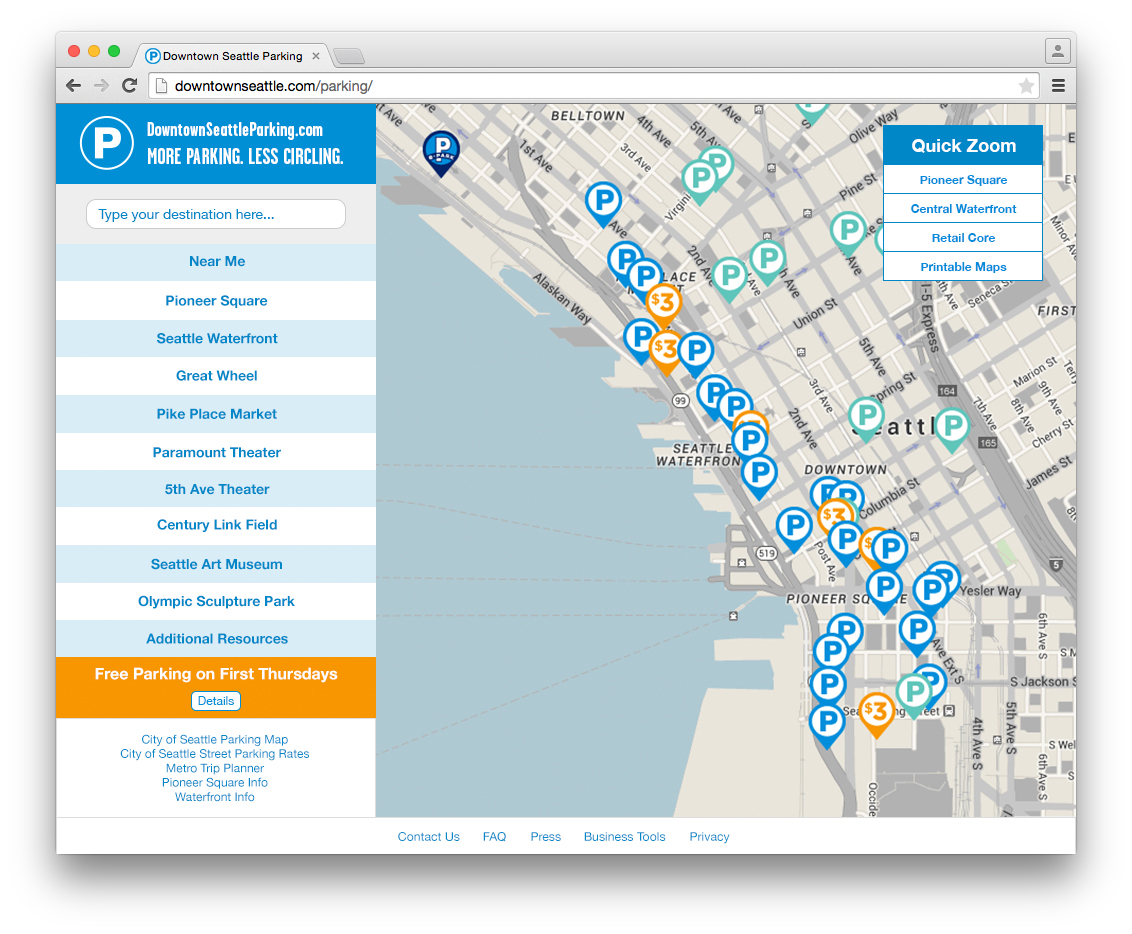 Downtown Seattle Parking
downtownseattle.com/parking/
DowntownSeattleParking.com
MORE PARKING. LESS CIRCLING.
Type your destination here...
Near Me
Pioneer Square
Seattle Waterfront
Great Wheel
Pike Place Market
Paramount Theater
5th Ave Theater
Century Link Field
Seattle Art Museum
Olympic Sculpture Park
Additional Resources
Free Parking on First Thursdays
Details
City of Seattle Parking Map
City of Seattle Street Parking Rates
Metro Trip Planner
Pioneer Square Info
Waterfront Info
Quick Zoom
Pioneer Square
Central Waterfront
Retail Core
Printable Maps
BELLTOWN
4th Ave
5th Ave
Olive Way
1st Ave
3rd Ave
Pine St
Alaskan Way
Union St
I-5 Express
Seneca St
FIRST
5th Ave
Spring St
3rd Ave
2nd Ave
Marion St
9th Ave
8th Ave
7th Ave
Cherry St
James St
164
165
99
$3
$3
SEATTLE
WATERFRONT
DOWNTOWN
Columbia St
$3
519
Post Ave
5
PIONEER SQUARE
Yesler Way
6th Ave S
Ave Ext S
S Jackson S
$3
4th Ave S
5th Ave S
6th Ave S
S Wel
Occide
Contact Us
FAQ
Press
Business Tools
Privacy